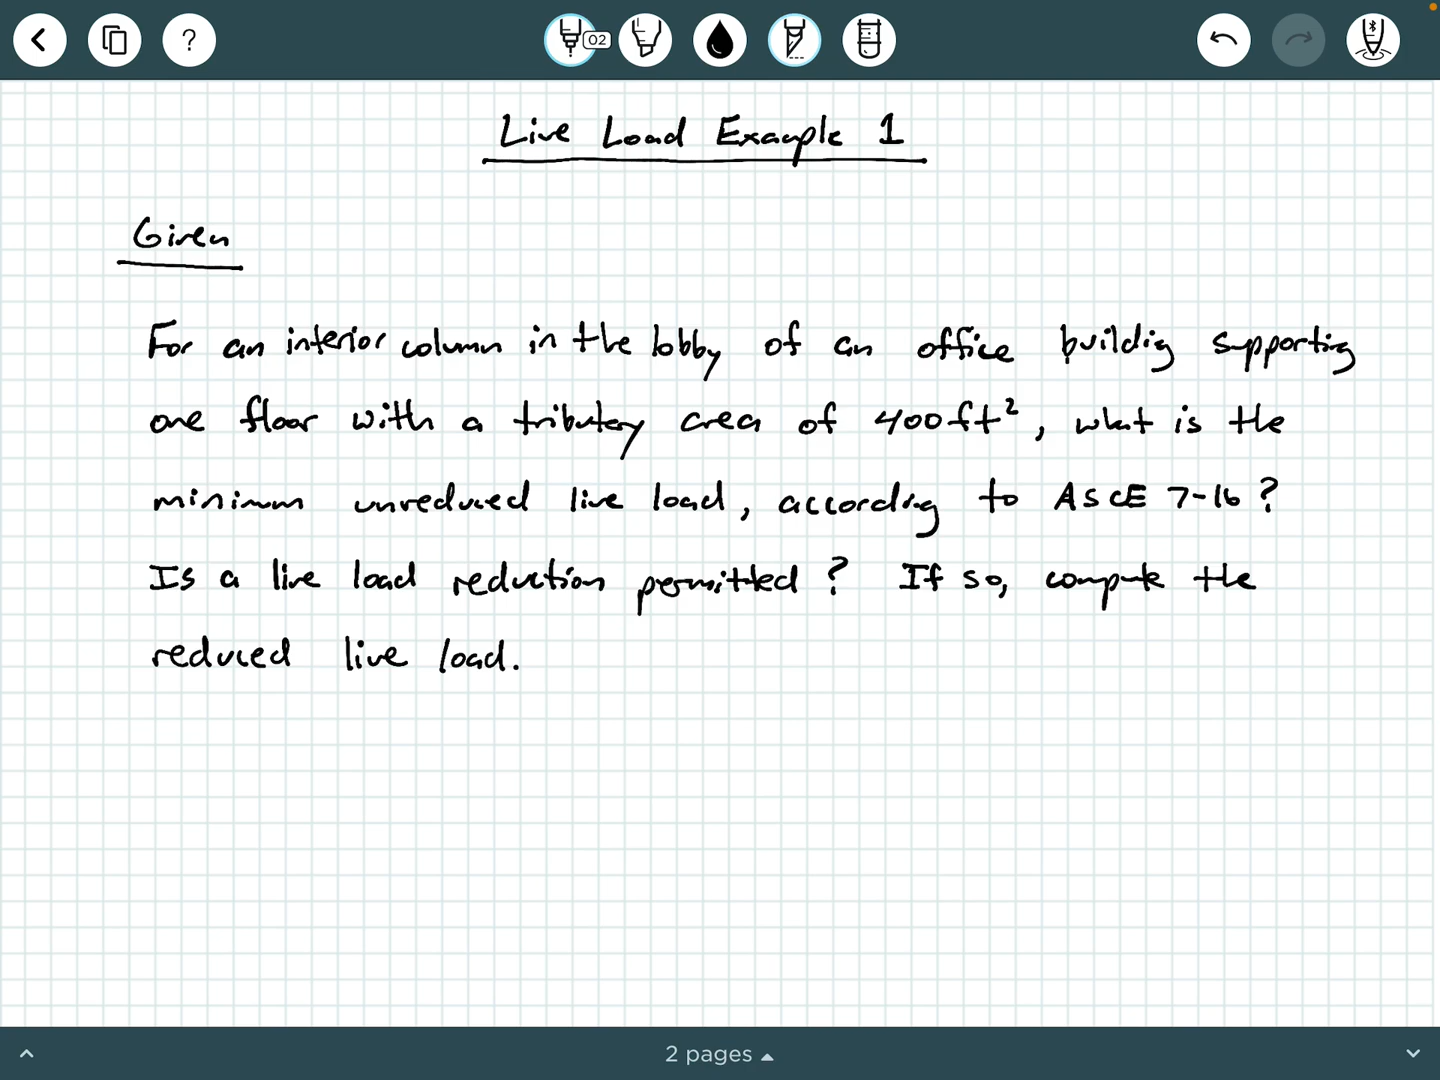 ?
02
Live Load Example 1
Given
For an interior column in the lobby of an office building supporting
one floor with a tributary area of 400ft², what is the
minimum unreduced live load, according to ASCE 7-16?
Is a live load reduction permitted? If so, compute the
reduced live load.
2 pages